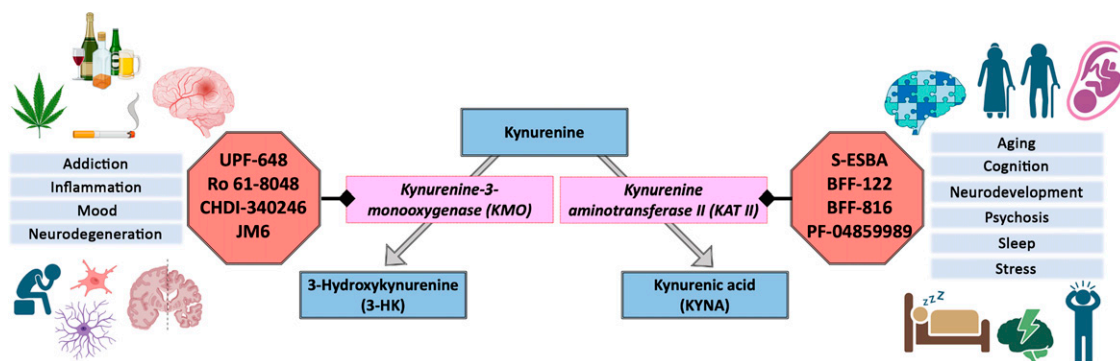 Kynurenine
Addiction
Inflammation
Mood
Neurodegeneration
UPF-648
Ro 61-8048
CHDI-340246
JM6
Kynurenine-3-
monooxygenase (KMO)
Kynurenine
aminotransferase II (KAT II)
S-ESBA
BFF-122
BFF-816
PF-04859989
Aging
Cognition
Neurodevelopment
Psychosis
Sleep
Stress
3-Hydroxykynurenine
(3-HK)
Kynurenic acid
(KYNA)
z z z